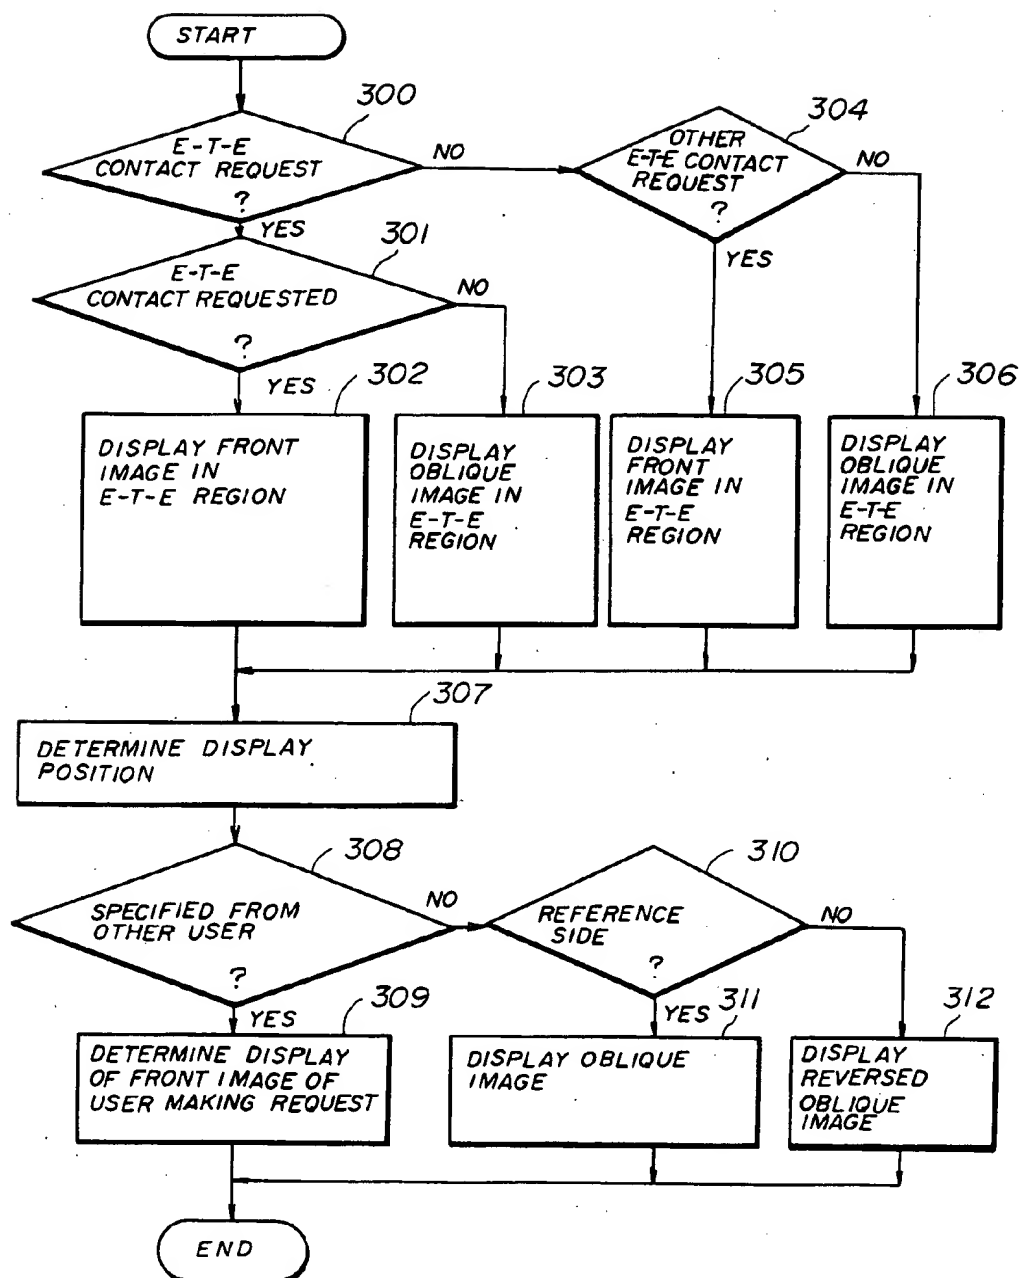 START
300
E-T-E
CONTACT REQUEST
?
NO
YES
304
OTHER
E-T-E CONTACT
REQUEST
?
NO
YES
301
E-T-E
CONTACT REQUESTED
?
NO
YES
302
DISPLAY FRONT
IMAGE IN
E-T-E REGION
303
DISPLAY
OBLIQUE
IMAGE IN
E-T-E
REGION
305
DISPLAY
FRONT
IMAGE IN
E-T-E
REGION
306
DISPLAY
OBLIQUE
IMAGE IN
E-T-E
REGION
307
DETERMINE DISPLAY
POSITION
308
SPECIFIED FROM
OTHER USER
?
NO
YES
310
REFERENCE
SIDE
?
NO
YES
309
DETERMINE DISPLAY
OF FRONT IMAGE OF
USER MAKING REQUEST
311
DISPLAY OBLIQUE
IMAGE
312
DISPLAY
REVERSED
OBLIQUE
IMAGE
END